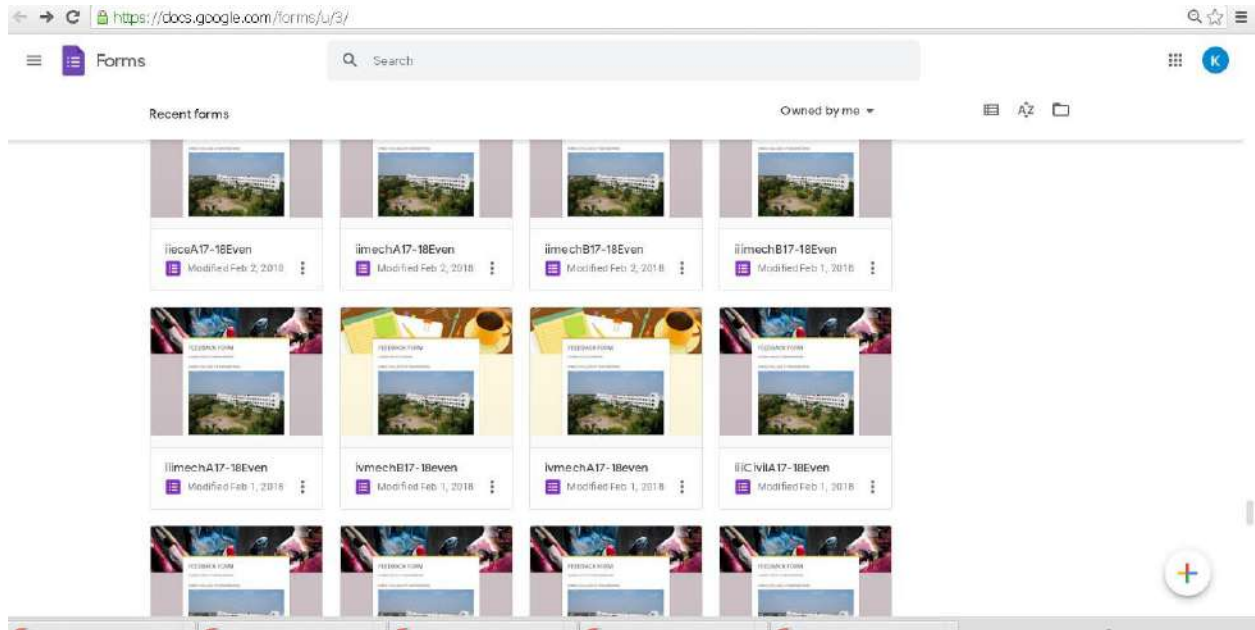 https://docs.google.com/forms/u/3/
Forms
Search
K
Recent forms
Owned by me
AZ
iieceA17-18Even
iimechA17-18Even
iimechB17-18Even
iiimechB17-18Even
Modified Feb 2, 2018
Modified Feb 2, 2018
Modified Feb 2, 2018
Modified Feb 1, 2018
FEEDBACK FORM
FEEDBACK FORM
FEEDBACK FORM
FEEDBACK FORM
iiimechA17-18Even
ivmechB17-18even
ivmechA17-18even
iiiCivilA17-18Even
Modified Feb 1, 2018
Modified Feb 1, 2018
Modified Feb 1, 2018
Modified Feb 1, 2018
FEEDBACK FORM
FEEDBACK FORM
FEEDBACK FORM
FEEDBACK FORM